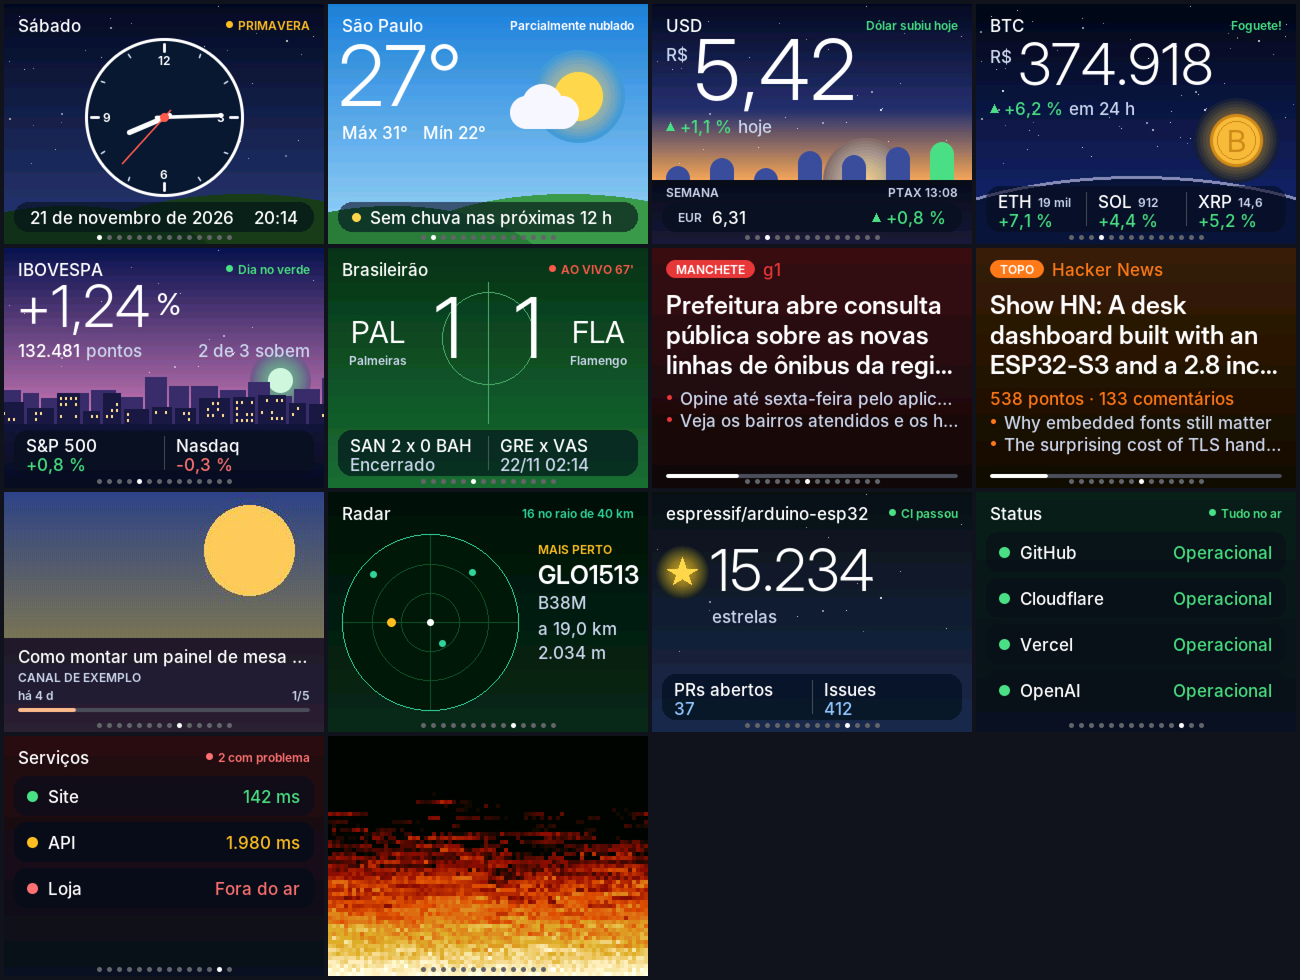 Sábado
PRIMAVERA
12
9
3
6
21 de novembro de 2026 20:14
São Paulo
Parcialmente nublado
27°
Máx 31° Mín 22°
Sem chuva nas próximas 12 h
USD
Dólar subiu hoje
R$ 5,42
+1,1 % hoje
SEMANA
PTAX 13:08
EUR 6,31
+0,8 %
BTC
Foguete!
R$ 374.918
+6,2 % em 24 h
B
ETH 19 mil
+7,1 %
SOL 912
+4,4 %
XRP 14,6
+5,2 %
IBOVESPA
Dia no verde
+1,24 %
132.481 pontos
2 de 3 sobem
S&P 500
+0,8 %
Nasdaq
-0,3 %
Brasileirão
AO VIVO 67'
PAL
Palmeiras
1
1
FLA
Flamengo
SAN 2 x 0 BAH
Encerrado
GRE x VAS
22/11 02:14
MANCHETE g1
Prefeitura abre consulta
pública sobre as novas
linhas de ônibus da regi...
Opine até sexta-feira pelo aplic...
Veja os bairros atendidos e os h...
TOPO Hacker News
Show HN: A desk
dashboard built with an
ESP32-S3 and a 2.8 inc...
538 pontos · 133 comentários
Why embedded fonts still matter
The surprising cost of TLS hand...
Como montar um painel de mesa ...
CANAL DE EXEMPLO
há 4 d
1/5
Radar
16 no raio de 40 km
MAIS PERTO
GLO1513
B38M
a 19,0 km
2.034 m
espressif/arduino-esp32
CI passou
15.234
estrelas
PRs abertos
37
Issues
412
Status
Tudo no ar
GitHub Operacional
Cloudflare Operacional
Vercel Operacional
OpenAI Operacional
Serviços
2 com problema
Site 142 ms
API 1.980 ms
Loja Fora do ar